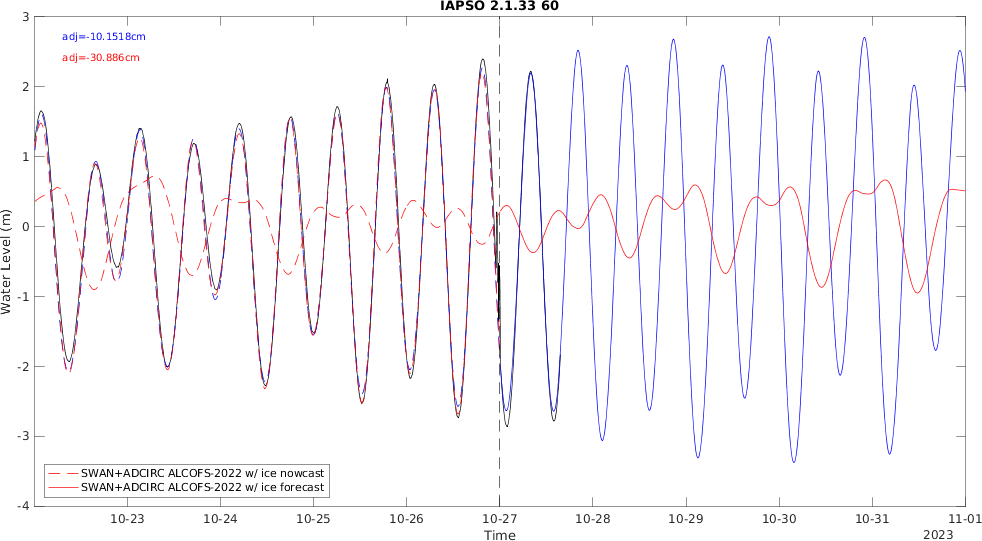 IAPSO 2.1.33 60
adj=-10.1518cm
adj=-30.886cm
3
2
1
0
-1
-2
-3
-4
Water Level (m)
SWAN+ADCIRC ALCOFS-2022 w/ ice nowcast
SWAN+ADCIRC ALCOFS-2022 w/ ice forecast
10-23 10-24 10-25 10-26 10-27 10-28 10-29 10-30 10-31 11-01
Time 2023